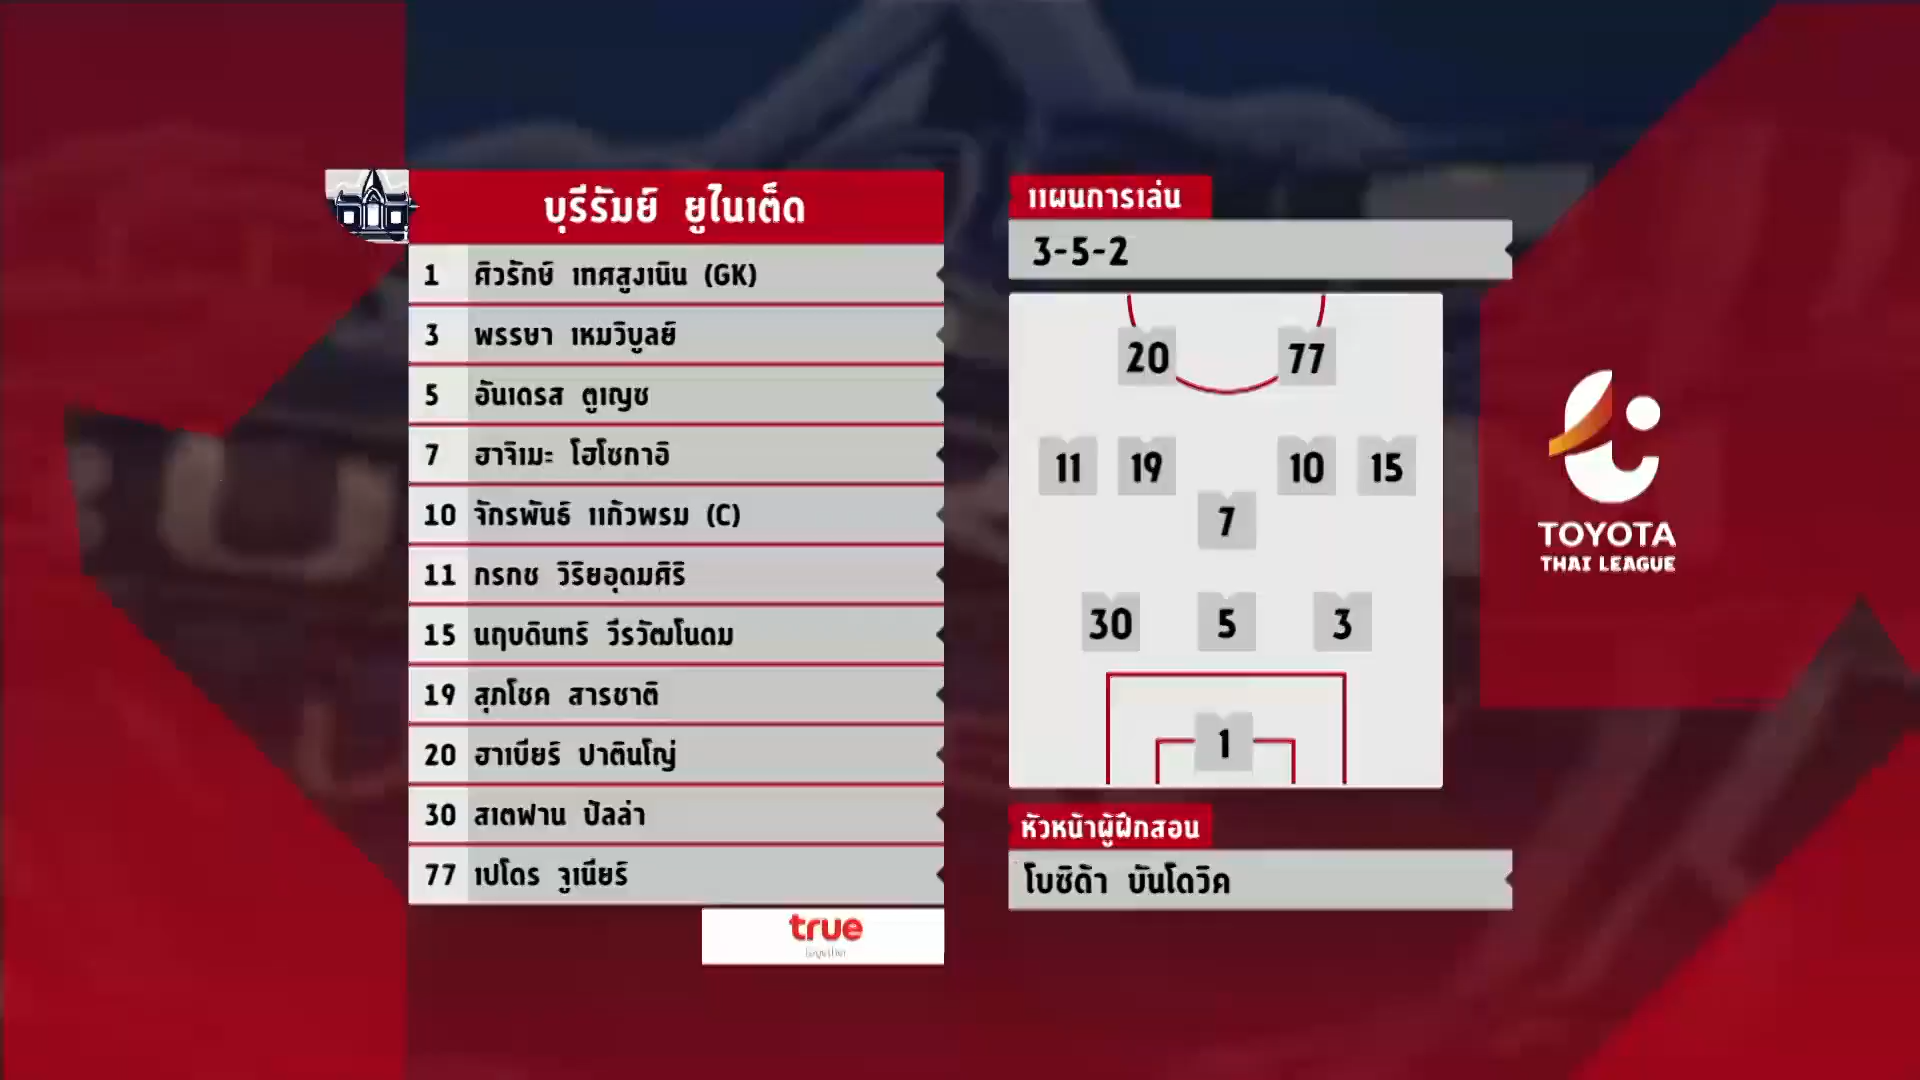 บุรีรัมย์ ยูไนเต็ด
1 ศิวรักษ์ เทศสูงเนิน (GK)
3 พรรษา เหมวิบูลย์
5 อันเดรส ตูเญซ
7 ฮาจิเมะ โฮโซกาอิ
10 จักรพันธ์ แก้วพรม (C)
11 กรกช วิริยอุดมศิริ
15 นฤบดินทร์ วีรวัฒโนดม
19 สุภโชค สารชาติ
20 ฮาเบียร์ ปาตินโญ่
30 สเตฟาน ปัลล่า
77 เปโดร จูเนียร์
true
แผนการเล่น
3-5-2
20 77
11 19 10 15
7
30 5 3
1
หัวหน้าผู้ฝึกสอน
โบซิด้า บันโดวิค
TOYOTA
THAI LEAGUE